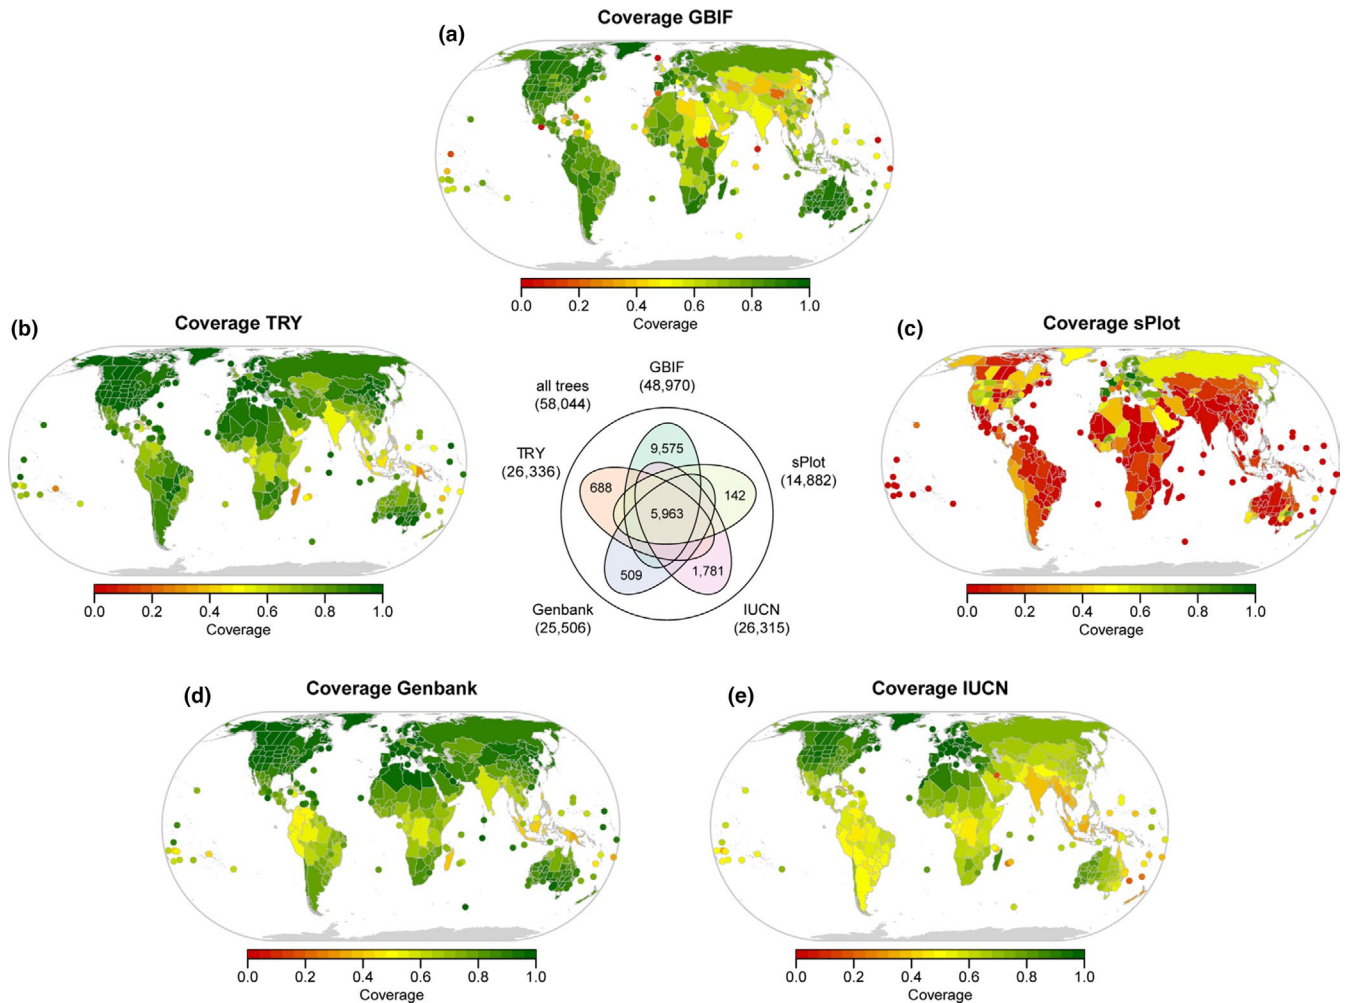 Coverage GBIF
(a)
0.0 0.2 0.4 0.6 0.8 1.0
Coverage
(b)
Coverage TRY
0.0 0.2 0.4 0.6 0.8 1.0
Coverage
all trees
(58,044)
GBIF
(48,970)
TRY
(26,336)
sPlot
(14,882)
9,575
688
142
5,963
509
1,781
Genbank
(25,506)
IUCN
(26,315)
(c)
Coverage sPlot
0.0 0.2 0.4 0.6 0.8 1.0
Coverage
(d)
Coverage Genbank
0.0 0.2 0.4 0.6 0.8 1.0
Coverage
(e)
Coverage IUCN
0.0 0.2 0.4 0.6 0.8 1.0
Coverage